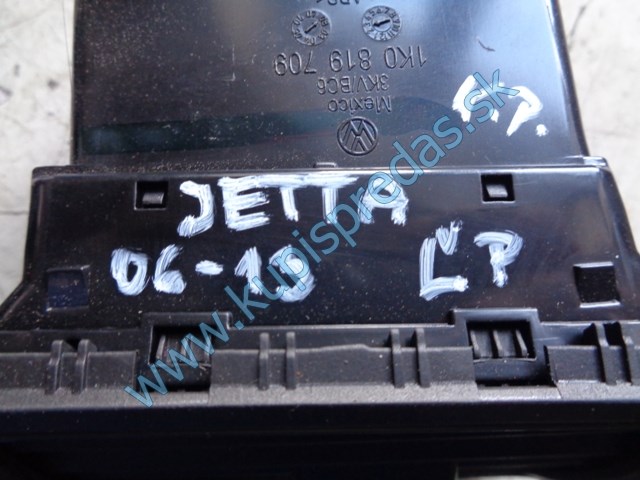 1K0 819 709
3KV/BC6
Mexico
JETTA
06-10
ĽP
www.kupispredas.sk